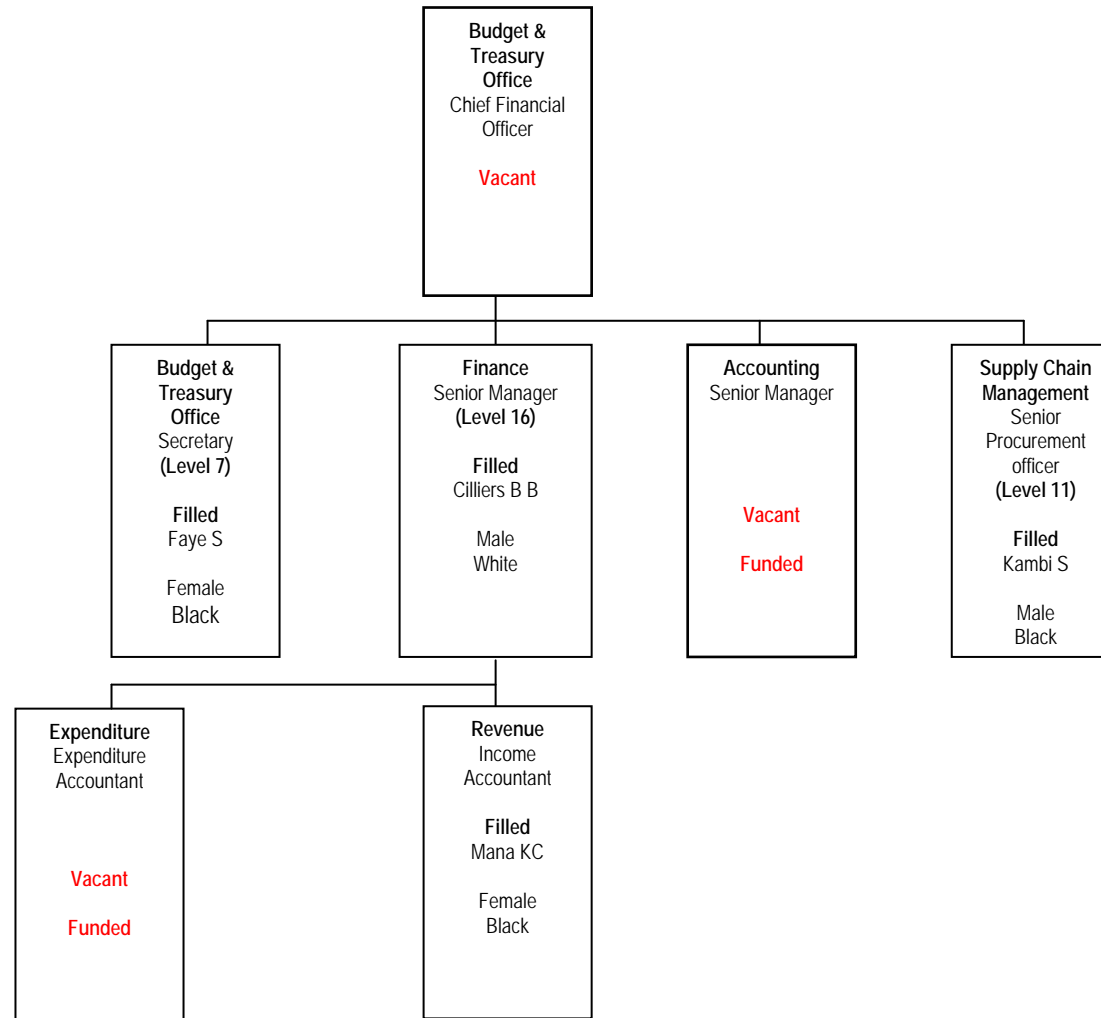 Budget &
Treasury
Office
Chief Financial
Officer
Vacant
Budget &
Treasury
Office
Secretary
(Level 7)
Filled
Faye S
Female
Black
Finance
Senior Manager
(Level 16)
Filled
Cilliers B B
Male
White
Accounting
Senior Manager
Vacant
Funded
Supply Chain
Management
Senior
Procurement
officer
(Level 11)
Filled
Kambi S
Male
Black
Expenditure
Expenditure
Accountant
Vacant
Funded
Revenue
Income
Accountant
Filled
Mana KC
Female
Black